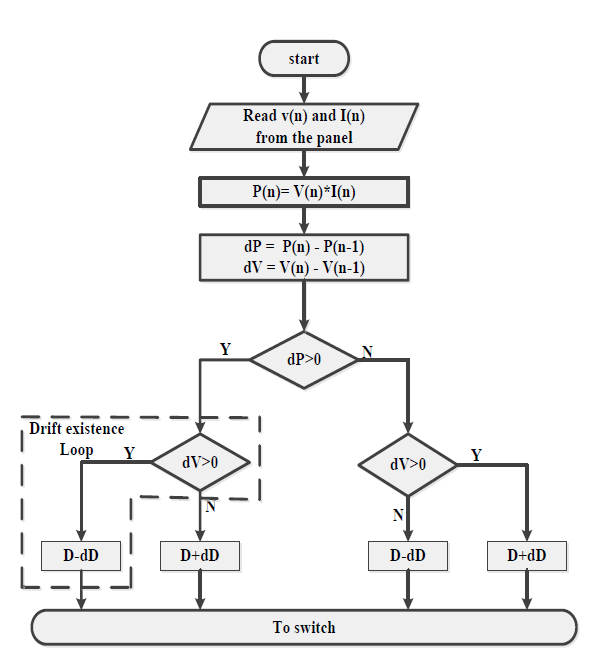 start
Read v(n) and I(n)
from the panel
P(n)= V(n)*I(n)
dP = P(n) - P(n-1)
dV = V(n) - V(n-1)
dP>0
Y
N
Drift existence
Loop
Y
dV>0
N
dV>0
Y
N
D-dD
D+dD
D-dD
D+dD
To switch